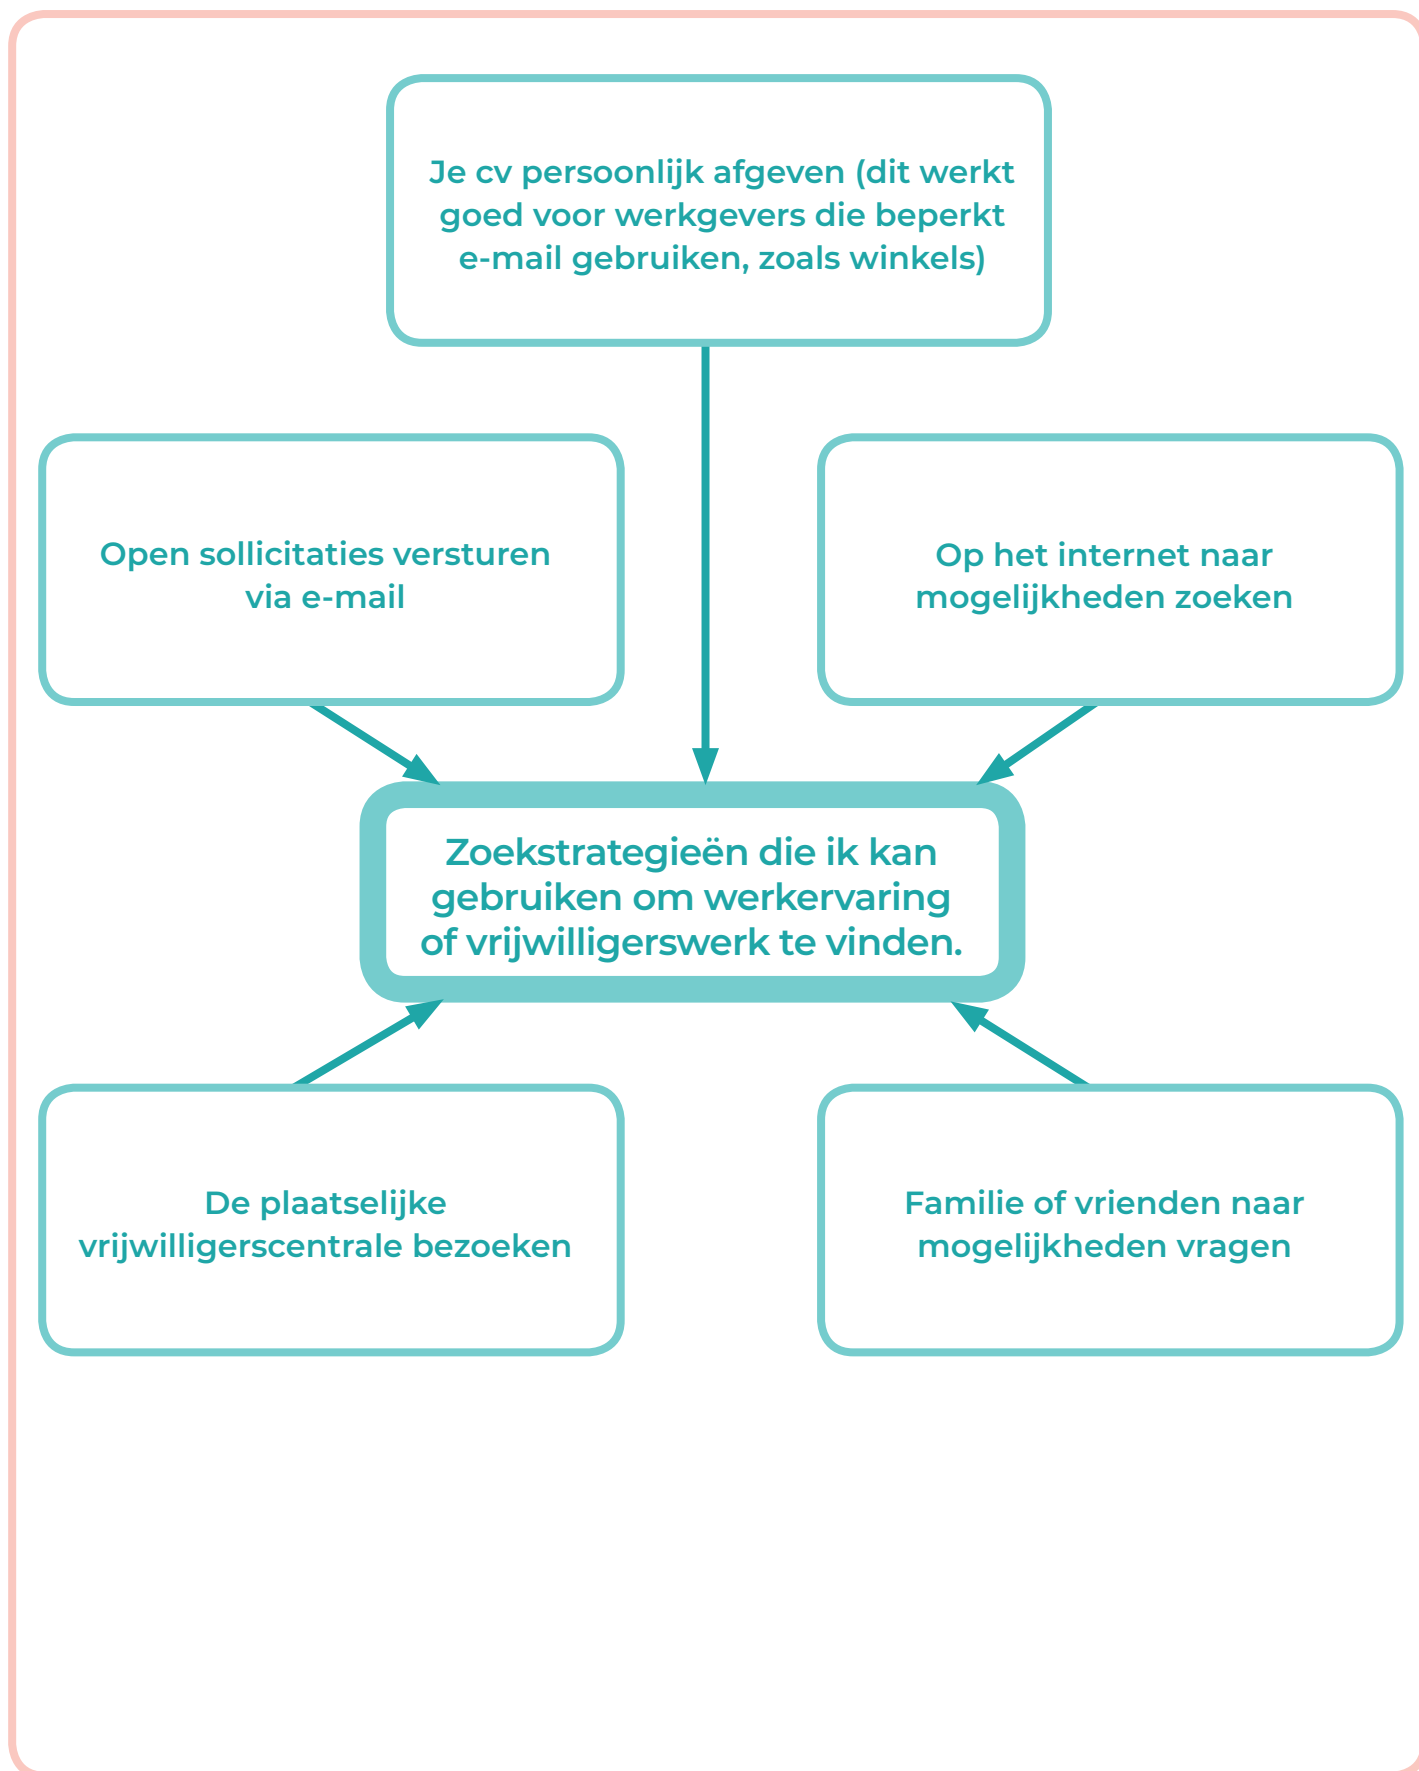 Je cv persoonlijk afgeven (dit werkt
goed voor werkgevers die beperkt
e-mail gebruiken, zoals winkels)
Open sollicitaties versturen
via e-mail
Op het internet naar
mogelijkheden zoeken
Zoekstrategieën die ik kan
gebruiken om werkervaring
of vrijwilligerswerk te vinden.
De plaatselijke
vrijwilligerscentrale bezoeken
Familie of vrienden naar
mogelijkheden vragen